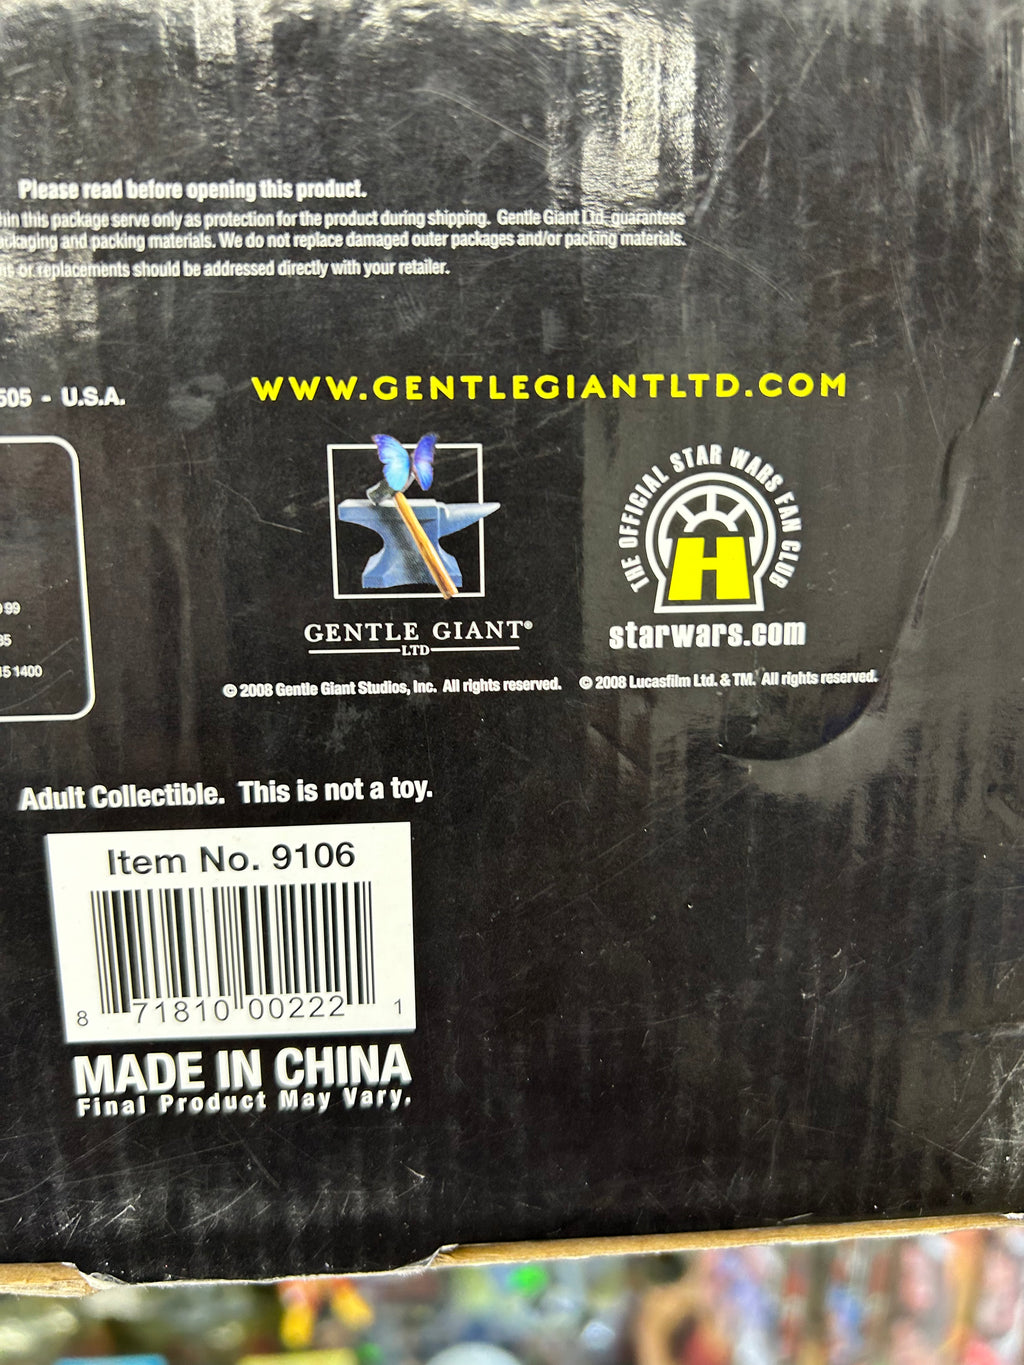 Please read before opening this product.
this package serve only as protection for the product during shipping. Gentle Giant Ltd. guarantees
and packing materials. We do not replace damaged outer packages and/or packing materials.
or replacements should be addressed directly with your retailer.
505 - U.S.A.
WWW.GENTLEGIANTLTD.COM
THE OFFICIAL STAR WARS FAN CLUB
H
starwars.com
GENTLE GIANT®
LTD
99
1400
© 2008 Gentle Giant Studios, Inc. All rights reserved.
© 2008 Lucasfilm Ltd. & TM. All rights reserved.
Adult Collectible. This is not a toy.
Item No. 9106
8 71810 00222 1
MADE IN CHINA
Final Product May Vary.